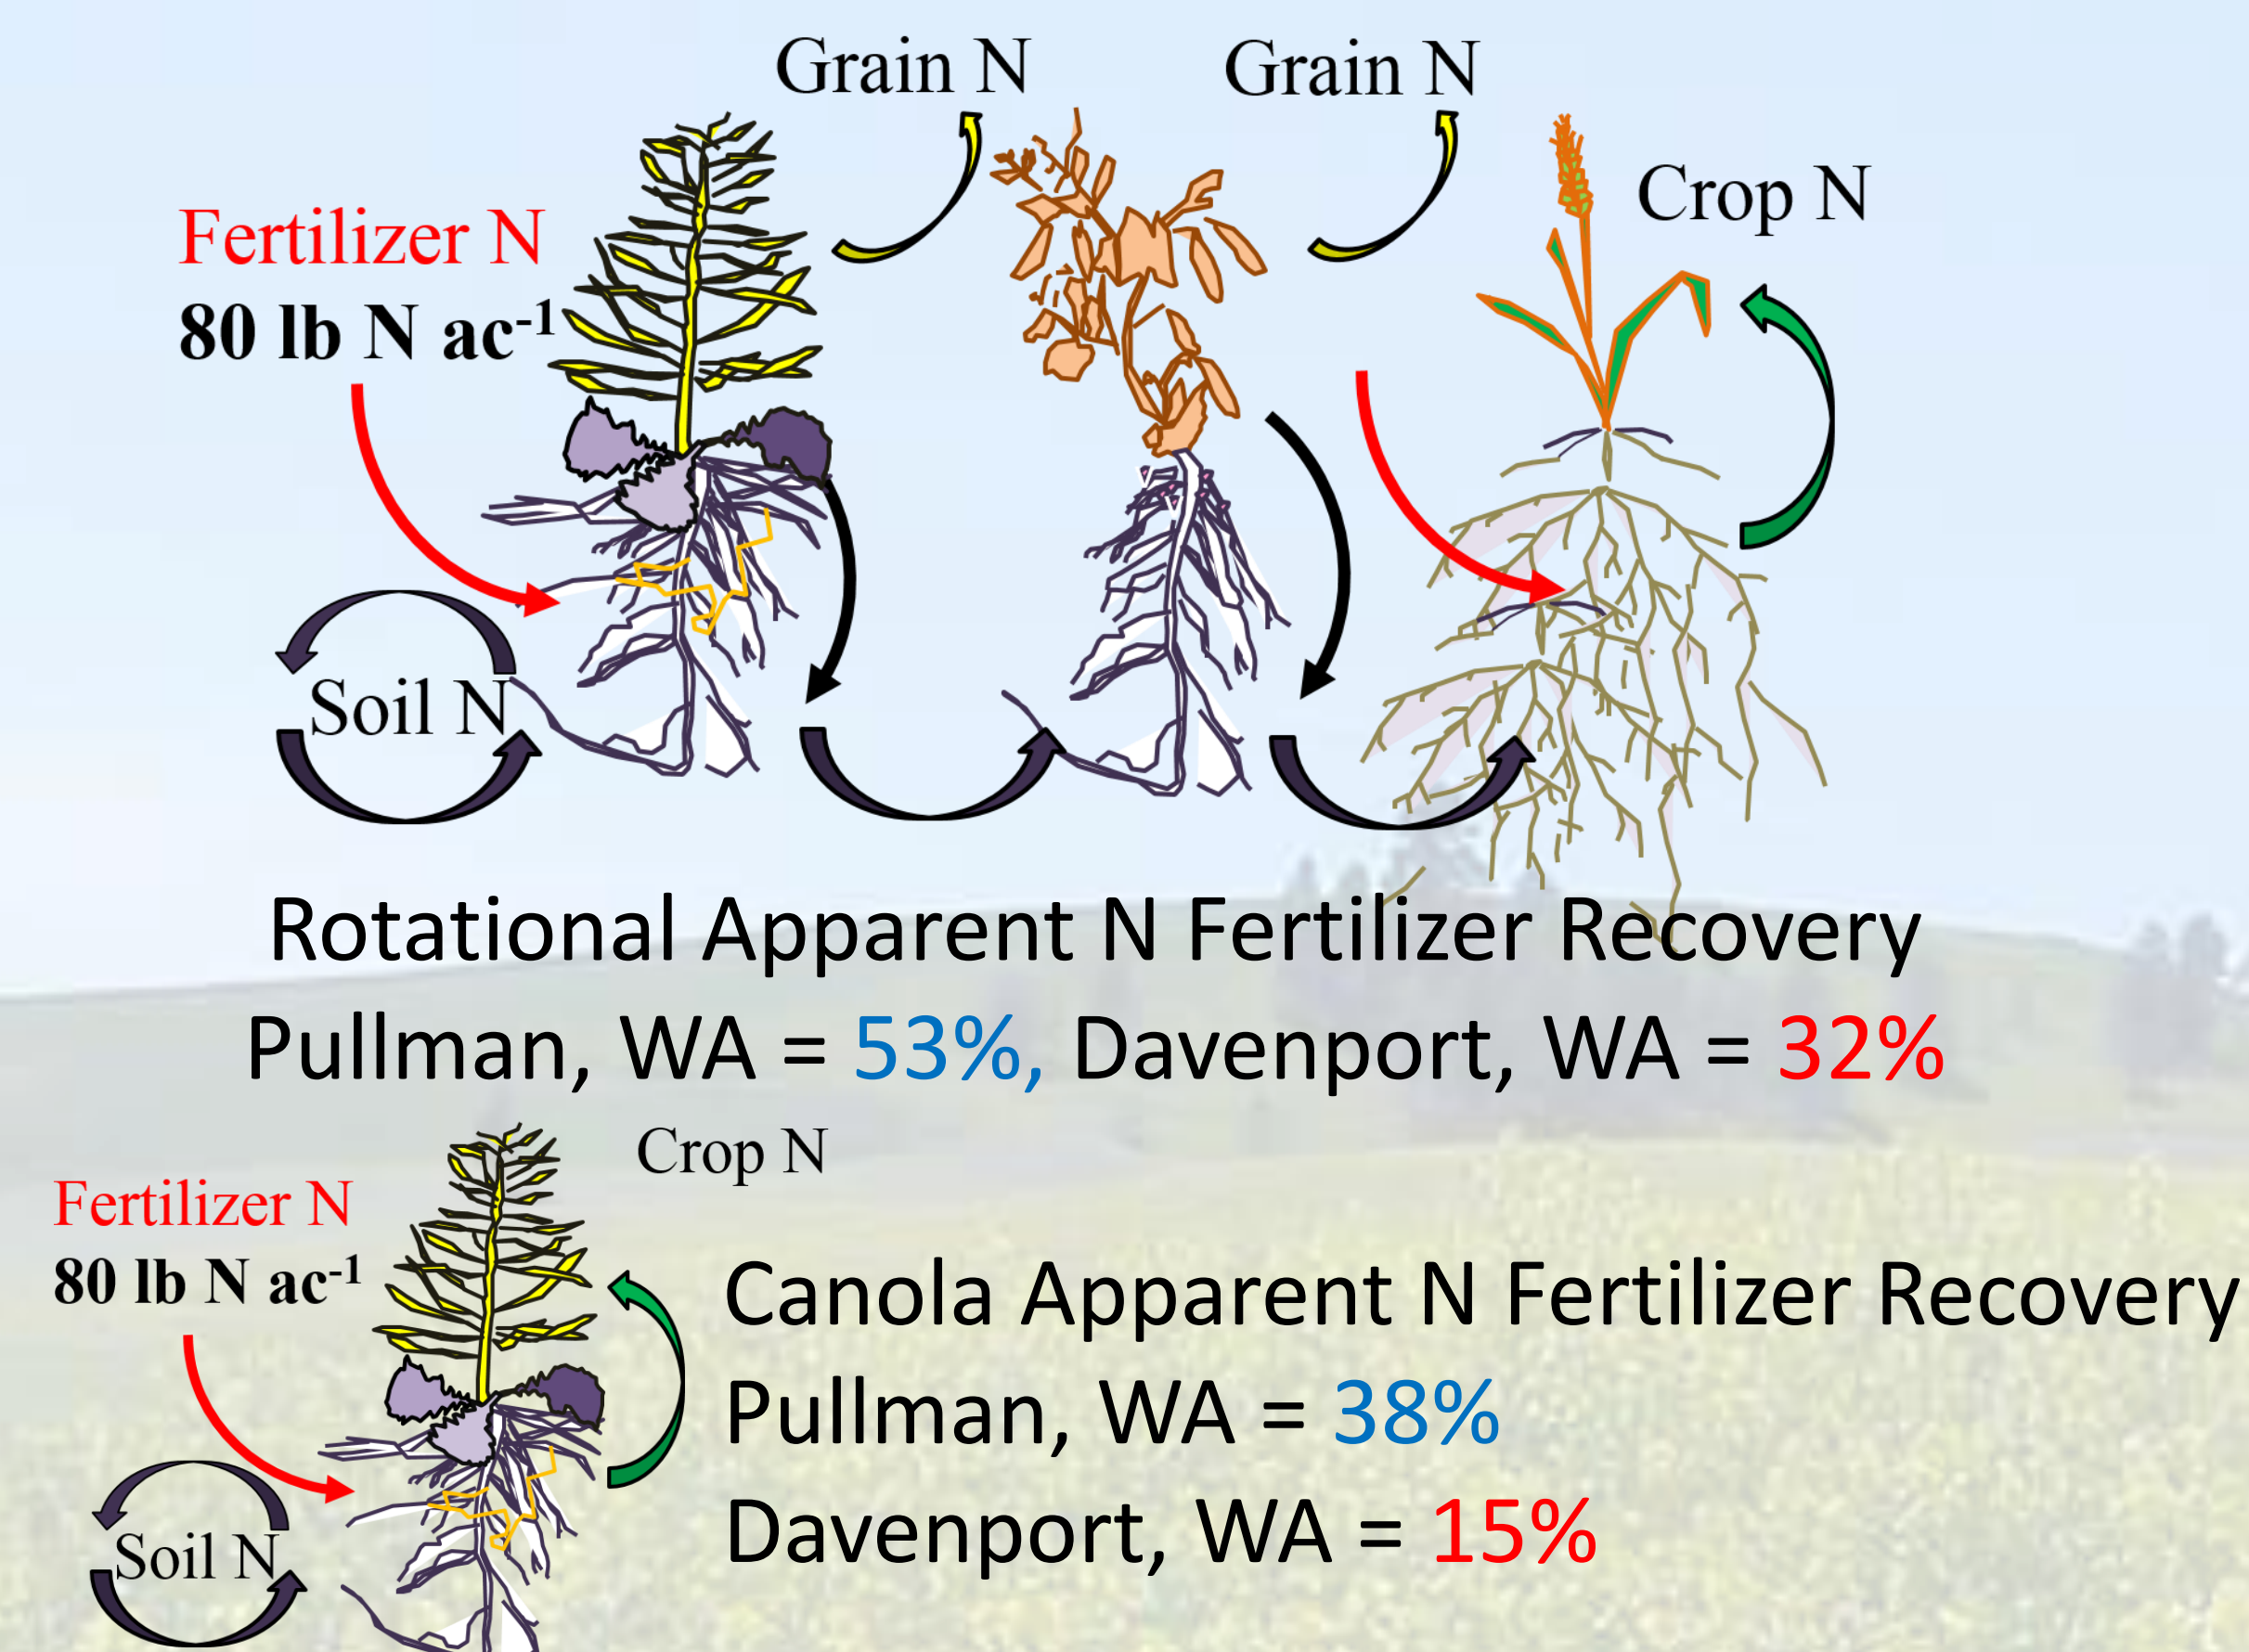 Grain N
Grain N
Crop N
Fertilizer N
80 lb N ac-1
Soil N
Rotational Apparent N Fertilizer Recovery
Pullman, WA = 53%, Davenport, WA = 32%
Crop N
Fertilizer N
80 lb N ac-1
Canola Apparent N Fertilizer Recovery
Pullman, WA = 38%
Davenport, WA = 15%
Soil N